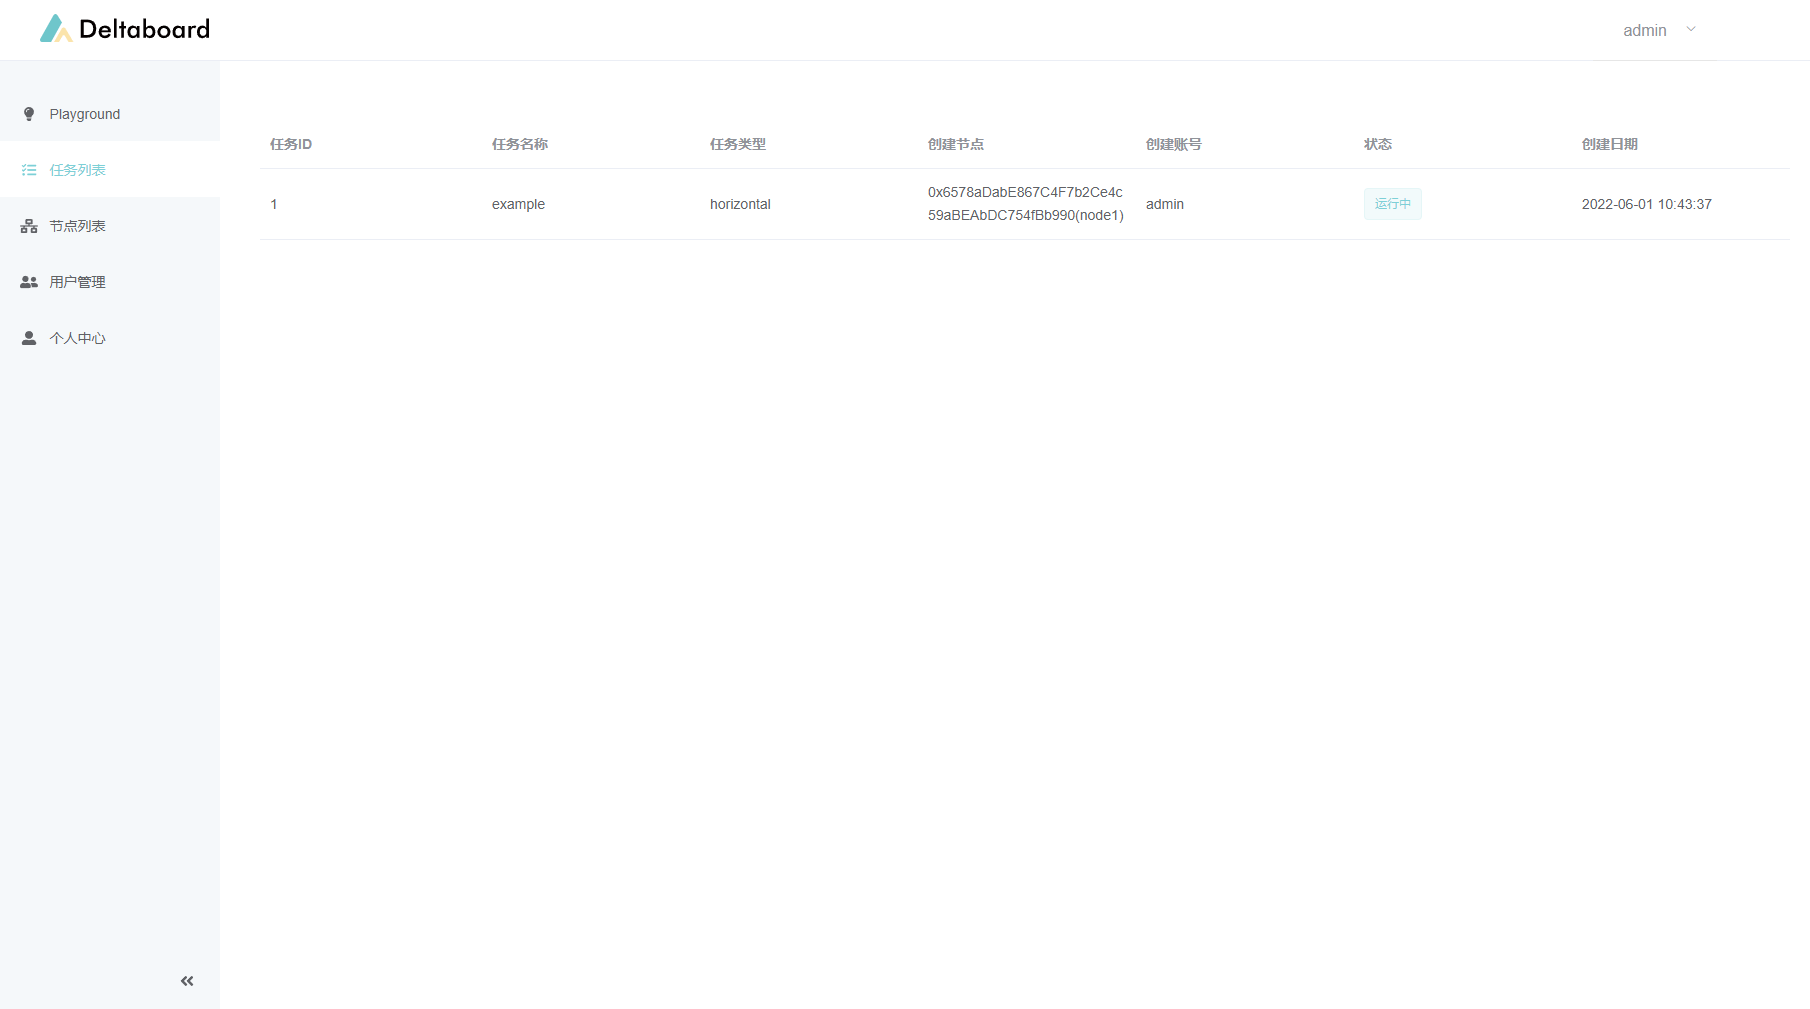 Deltaboard
admin
Playground
任务列表
节点列表
用户管理
个人中心
任务ID 任务名称 任务类型 创建节点 创建账号 状态 创建日期
1 example horizontal 0x6578aDabE867C4F7b2Ce4c admin 运行中 2022-06-01 10:43:37
59aBEAbDC754fBb990(node1)